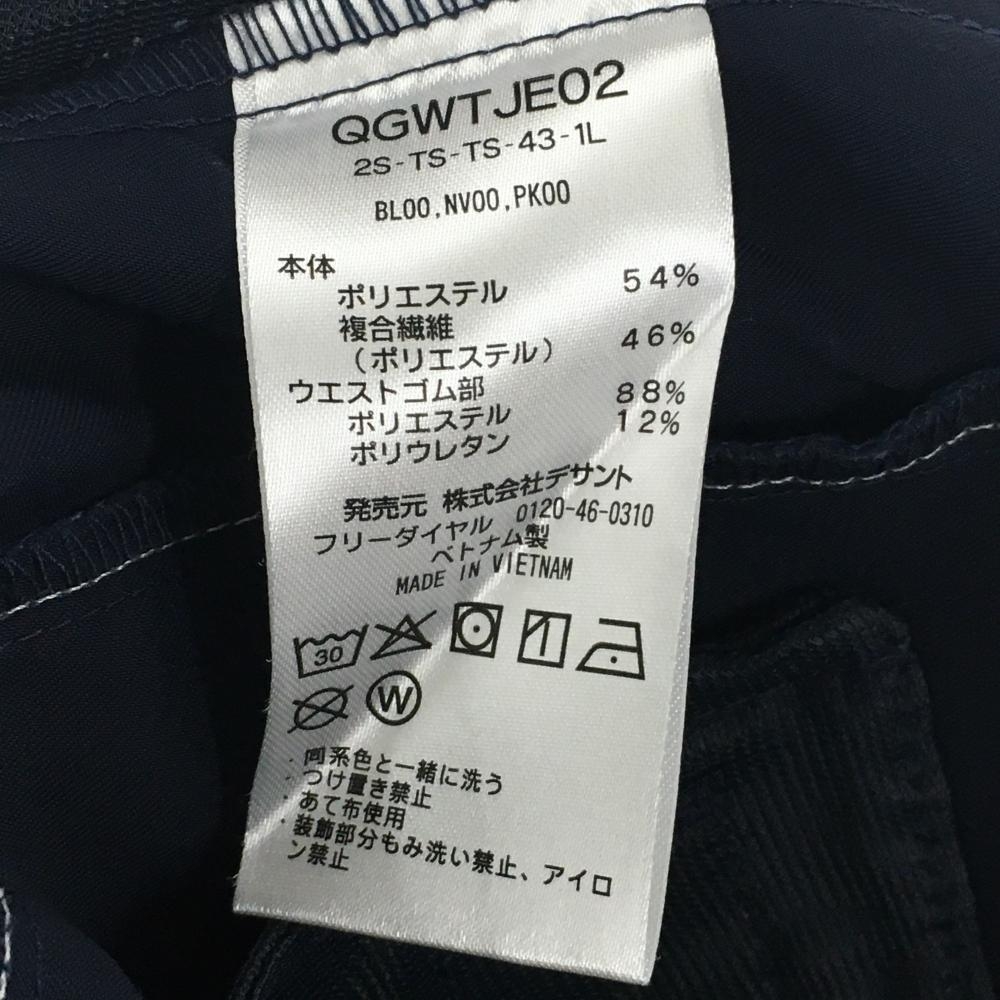 QGWTJE02
2S-TS-TS-43-1L
BL00,NV00,PK00
本体
ポリエステル 54%
複合繊維
(ポリエステル) 46%
ウエストゴム部
ポリエステル 88%
ポリウレタン 12%
発売元 株式会社デサント
フリーダイヤル 0120-46-0310
ベトナム製
MADE IN VIETNAM
30
W
・同系色と一緒に洗う
・つけ置き禁止
・あて布使用
・装飾部分もみ洗い禁止、アイロ
ン禁止